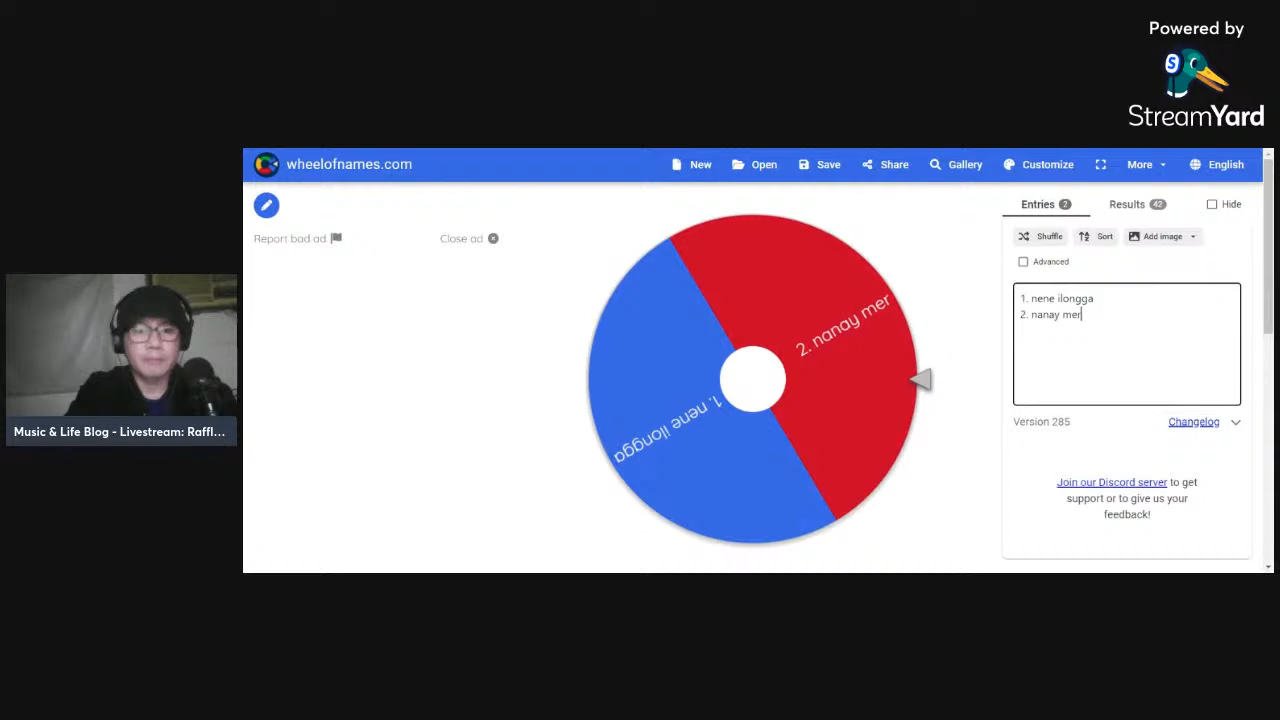 Powered by
StreamYard
wheelofnames.com
New
Open
Save
Share
Gallery
Customize
More
English
Report bad ad
Close ad
2. nanay mer
1. nene ilongga
Entries 2
Results 42
Hide
Shuffle
Sort
Add image
Advanced
1. nene ilongga
2. nanay mer
Version 285
Changelog
Join our Discord server to get
support or to give us your
feedback!
Music & Life Blog - Livestream: Raffl...